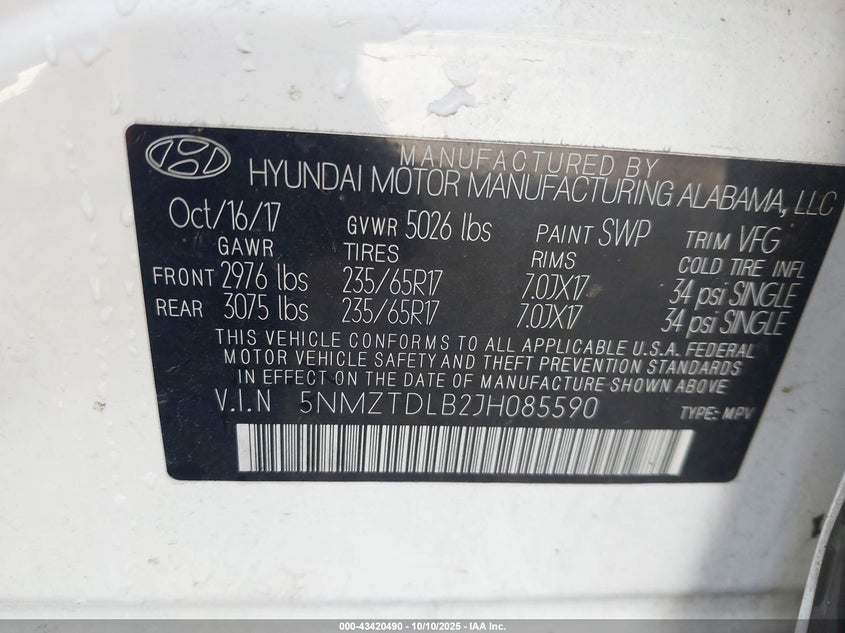 MANUFACTURED BY
HYUNDAI MOTOR MANUFACTURING ALABAMA, LLC
Oct/16/17 GVWR 5026 lbs PAINT SWP TRIM VFG
GAWR TIRES RIMS COLD TIRE INFL
FRONT 2976 lbs 235/65R17 7.0JX17 34 psi SINGLE
REAR 3075 lbs 235/65R17 7.0JX17 34 psi SINGLE
THIS VEHICLE CONFORMS TO ALL APPLICABLE U.S.A. FEDERAL
MOTOR VEHICLE SAFETY AND THEFT PREVENTION STANDARDS
IN EFFECT ON THE DATE OF MANUFACTURE SHOWN ABOVE
V.I.N 5NMZTDLB2JH085590 TYPE: MPV
000-43420490 - 10/10/2025 - IAA Inc.